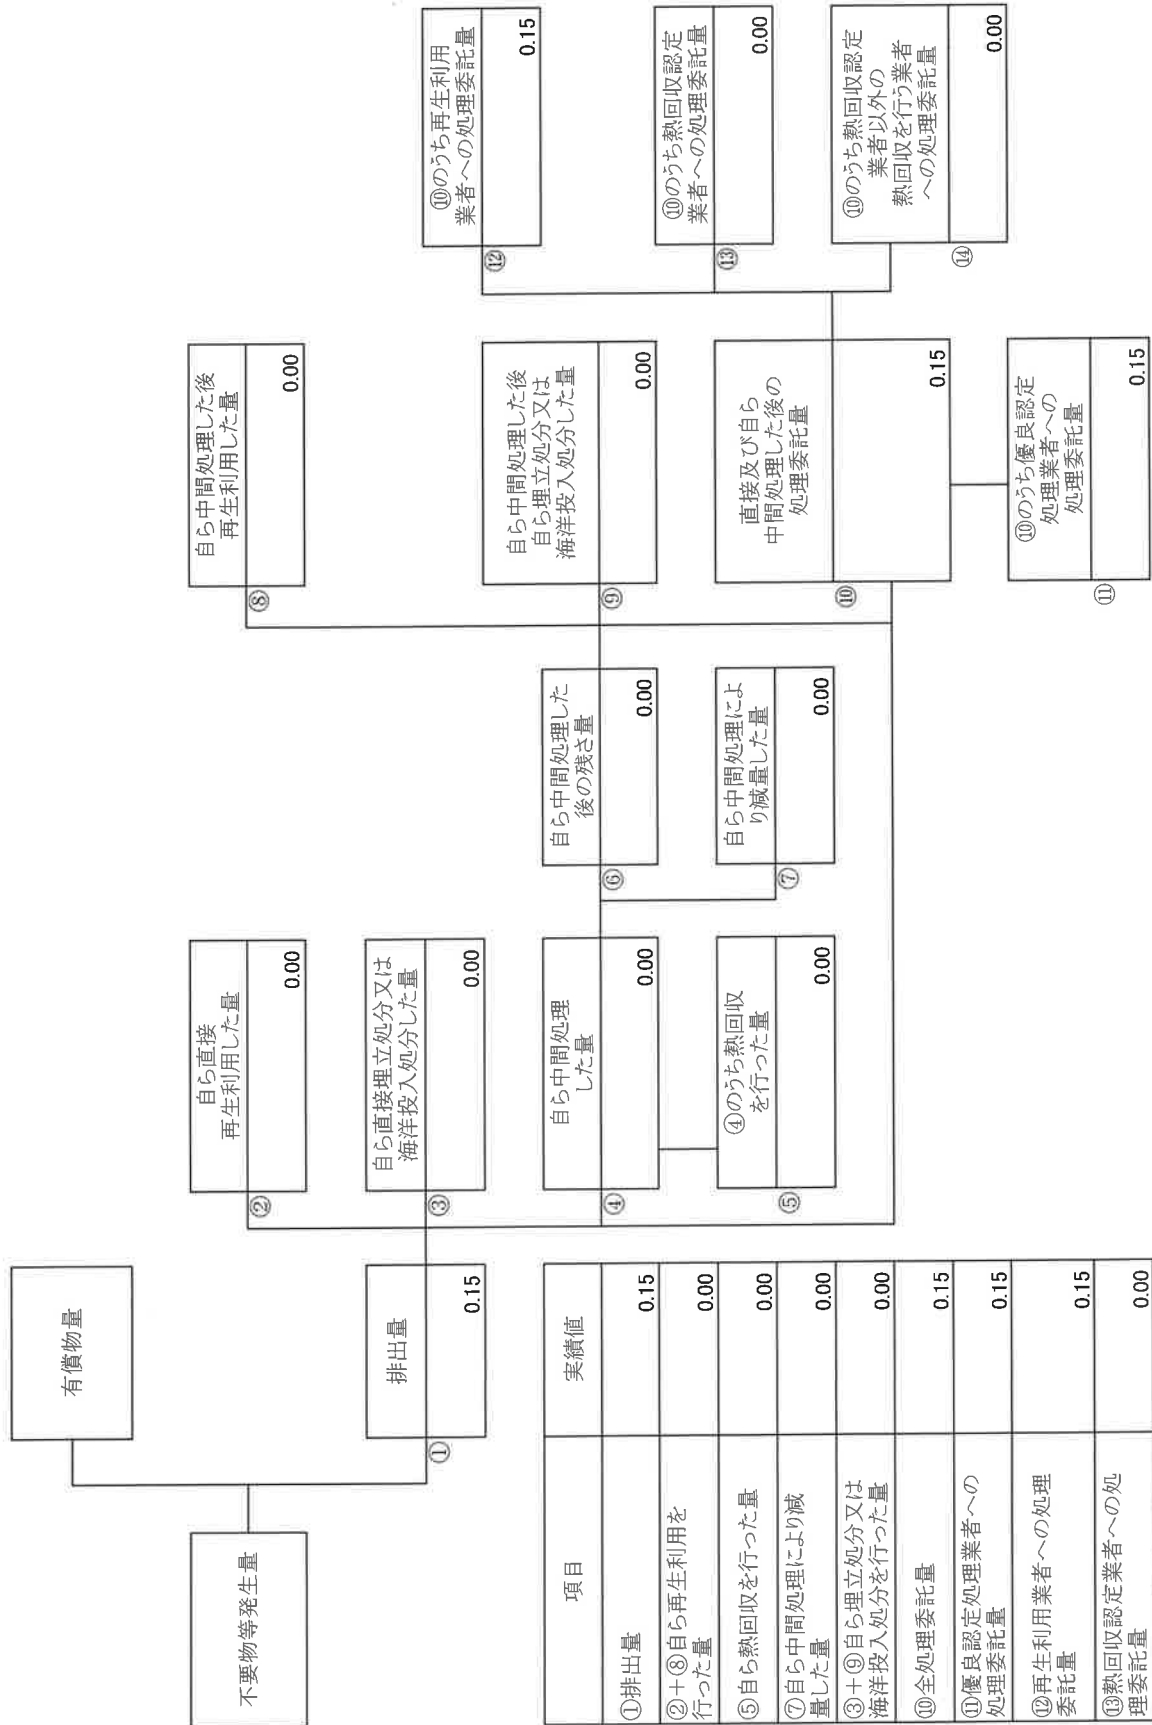 不要物等発生量
有償物量
排出量
①
0.15
自ら直接
再生利用した量
②
0.00
自ら直接埋立処分又は
海洋投入処分した量
③
0.00
自ら中間処理
した量
④
0.00
④のうち熱回収
を行った量
⑤
0.00
自ら中間処理した
後の残さ量
⑥
0.00
自ら中間処理によ
り減量した量
⑦
0.00
自ら中間処理した後
再生利用した量
⑧
0.00
自ら中間処理した後
自ら埋立処分又は
海洋投入処分した量
⑨
0.00
直接及び自ら
中間処理した後の
処理委託量
⑩
0.15
⑩のうち優良認定
処理業者への
処理委託量
⑪
0.15
⑩のうち再生利用
業者への処理委託量
⑫
0.15
⑩のうち熱回収認定
業者への処理委託量
⑬
0.00
⑩のうち熱回収認定
業者以外の
熱回収を行う業者
への処理委託量
⑭
0.00
項目 実績値
①排出量 0.15
②+⑧自ら再生利用を
行った量 0.00
⑤自ら熱回収を行った量 0.00
⑦自ら中間処理により減
量した量 0.00
③+⑨自ら埋立処分又は
海洋投入処分を行った量 0.00
⑩全処理委託量 0.15
⑪優良認定処理業者への
処理委託量 0.15
⑫再生利用業者への処理
委託量 0.15
⑬熱回収認定業者への処
理委託量 0.00